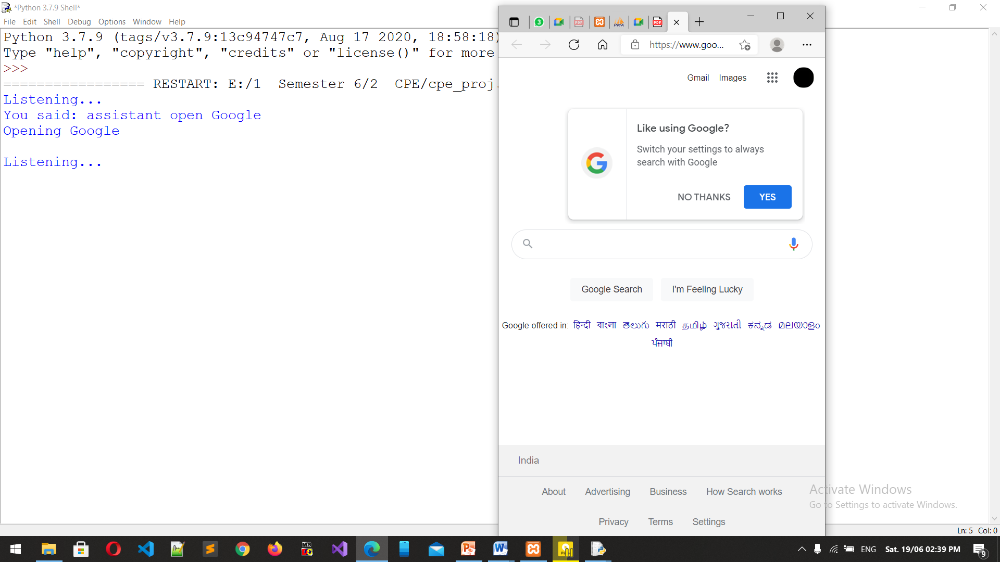 *Python 3.7.9 Shell*
File Edit Shell Debug Options Window Help
Python 3.7.9 (tags/v3.7.9:13c94747c7, Aug 17 2020, 18:58:18)
Type "help", "copyright", "credits" or "license()" for more
>>>
================= RESTART: E:/1  Semester 6/2  CPE/cpe_proj.
Listening...
You said: assistant open Google
Opening Google
Listening...
https://www.goo...
Gmail Images
Like using Google?
Switch your settings to always
search with Google
NO THANKS YES
Google Search I'm Feeling Lucky
Google offered in: हिन्दी বাংলা తెలుగు मराठी தமிழ் ગુજરાતી ಕನ್ನಡ മലയാളം
ਪੰਜਾਬੀ
India
About Advertising Business How Search works
Privacy Terms Settings
Activate Windows
Go to Settings to activate Windows.
Ln: 5 Col: 0
ENG Sat. 19/06 02:39 PM 9